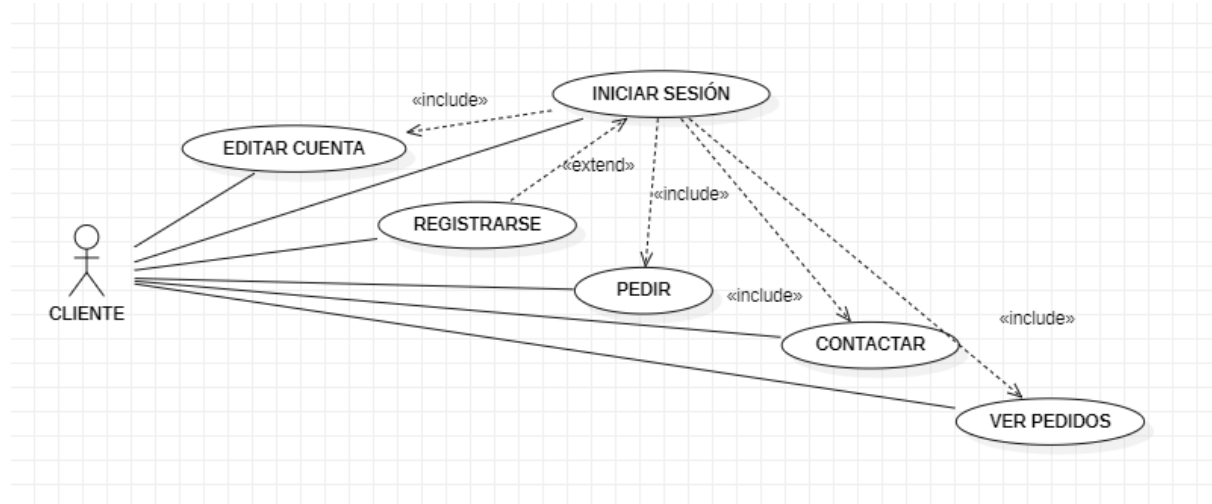 INICIAR SESIÓN
«include»
EDITAR CUENTA
«extend»
«include»
REGISTRARSE
PEDIR
«include»
CLIENTE
«include»
CONTACTAR
VER PEDIDOS